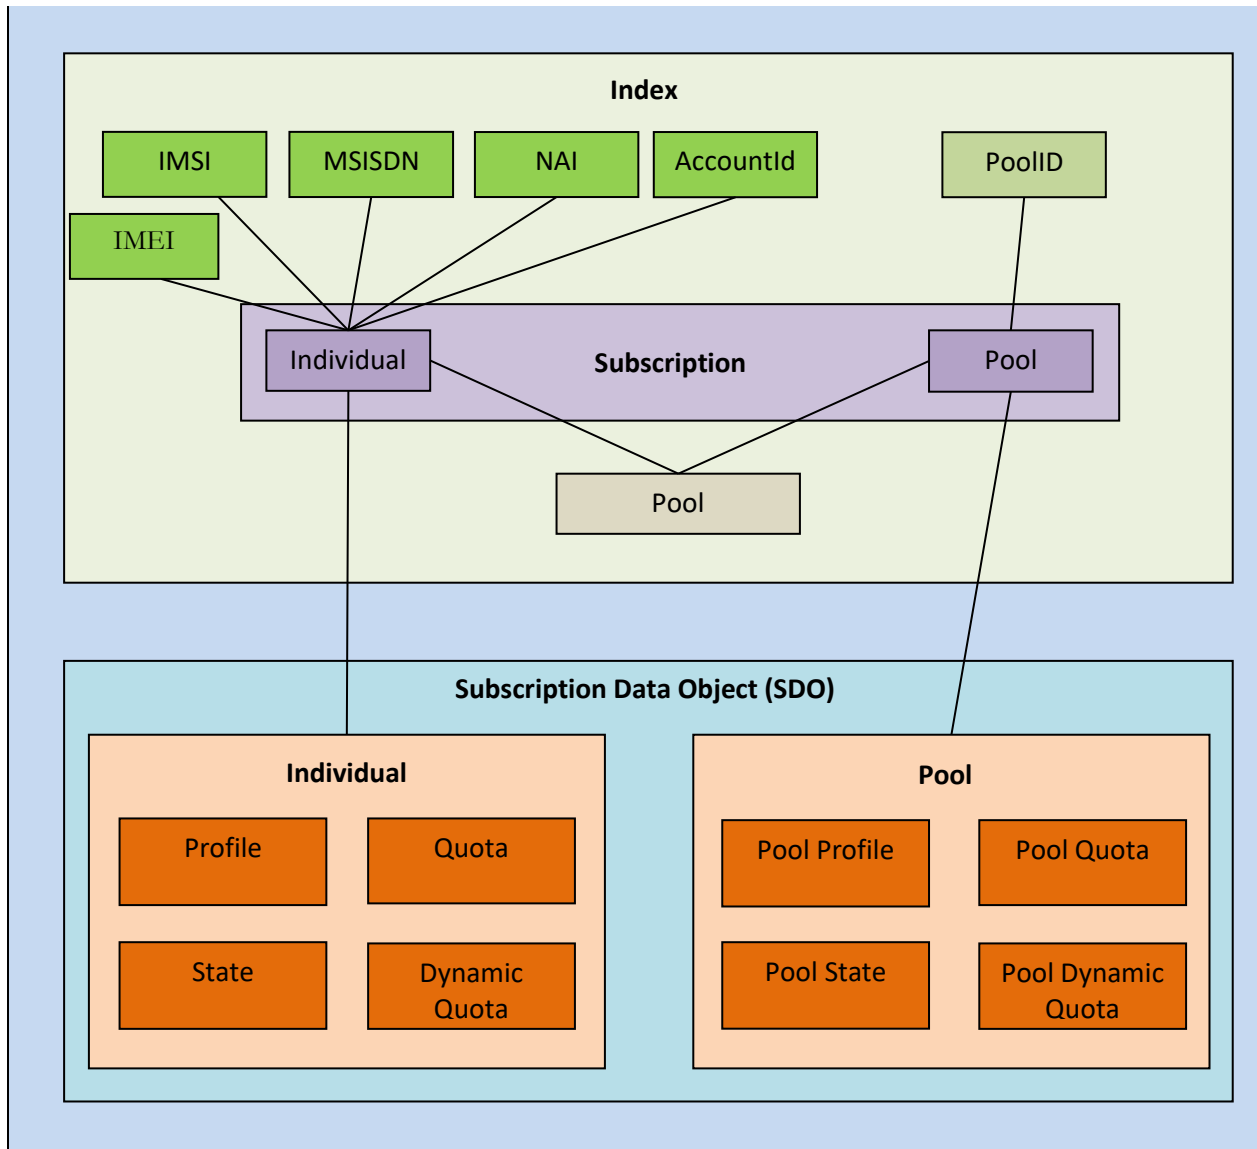 Index
IMSI
MSISDN
NAI
AccountId
PoolID
IMEI
Individual
Subscription
Pool
Pool
Subscription Data Object (SDO)
Individual
Profile
Quota
State
Dynamic
Quota
Pool
Pool Profile
Pool Quota
Pool State
Pool Dynamic
Quota